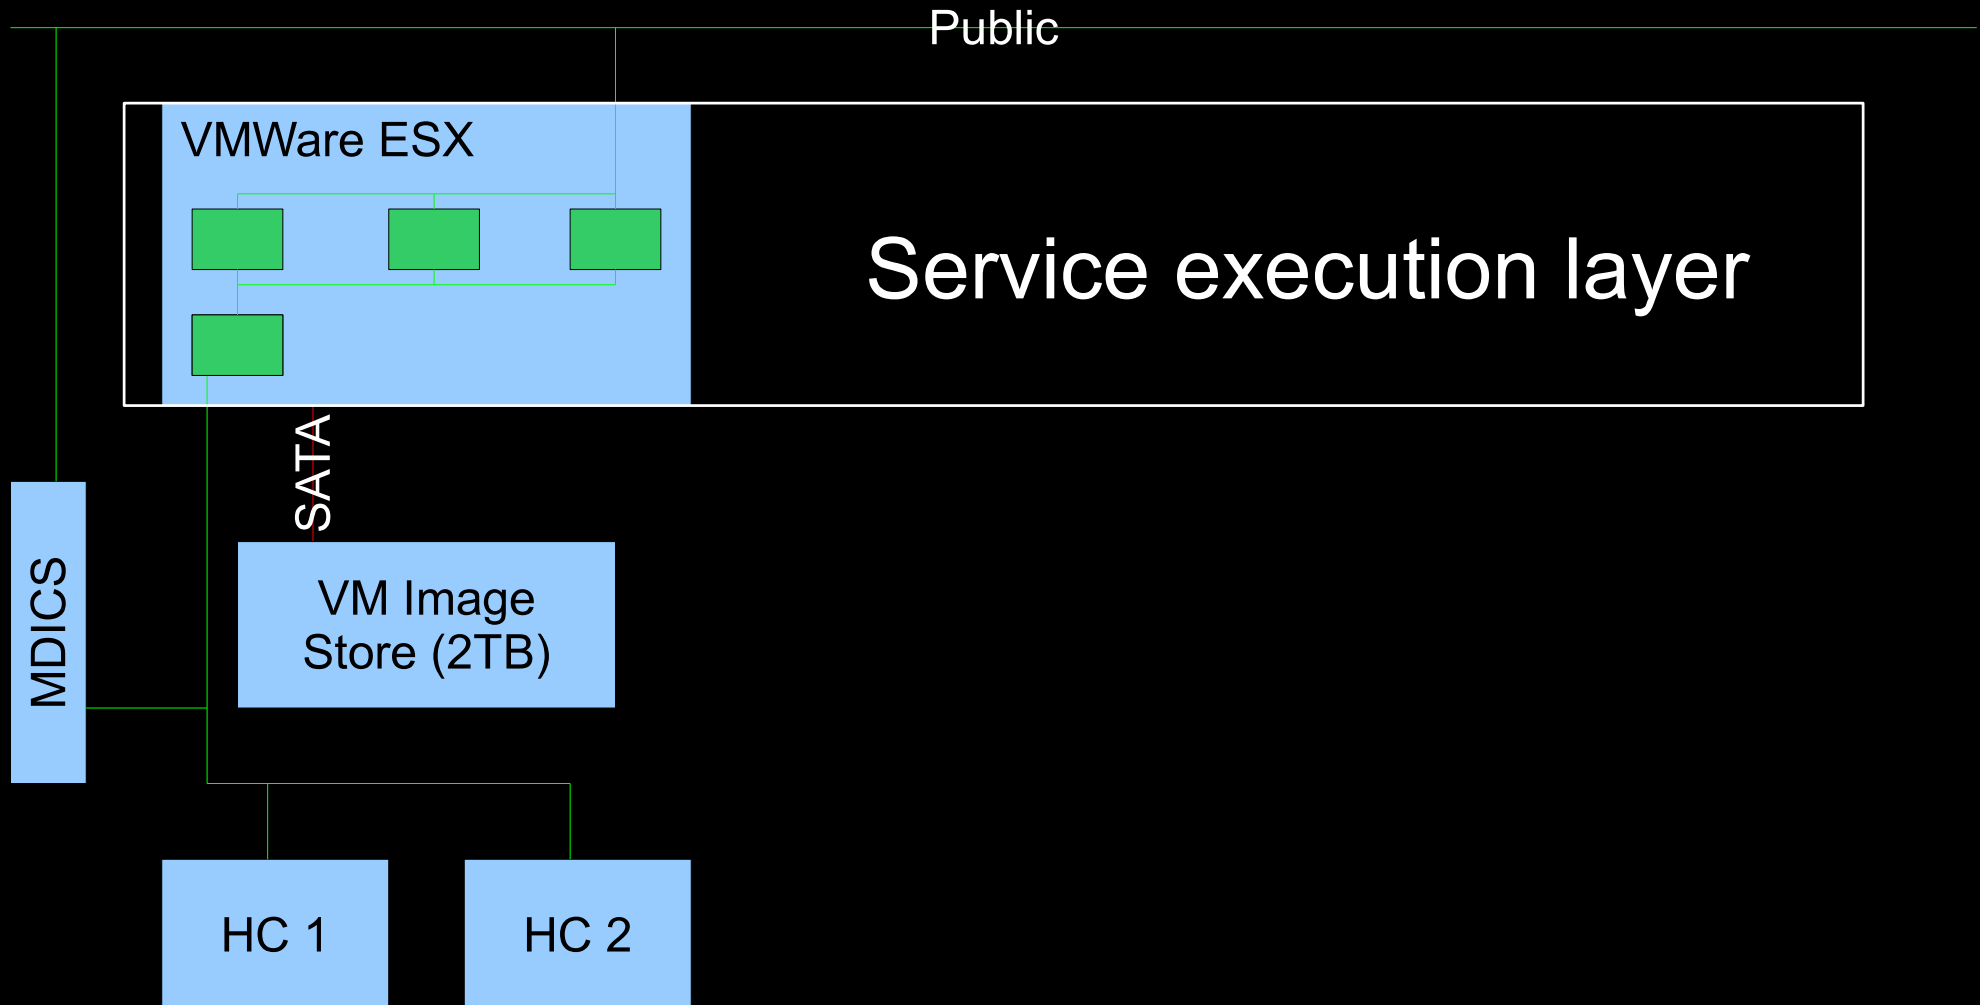 Public
VMWare ESX
Service execution layer
SATA
MDICS
VM Image
Store (2TB)
HC 1
HC 2